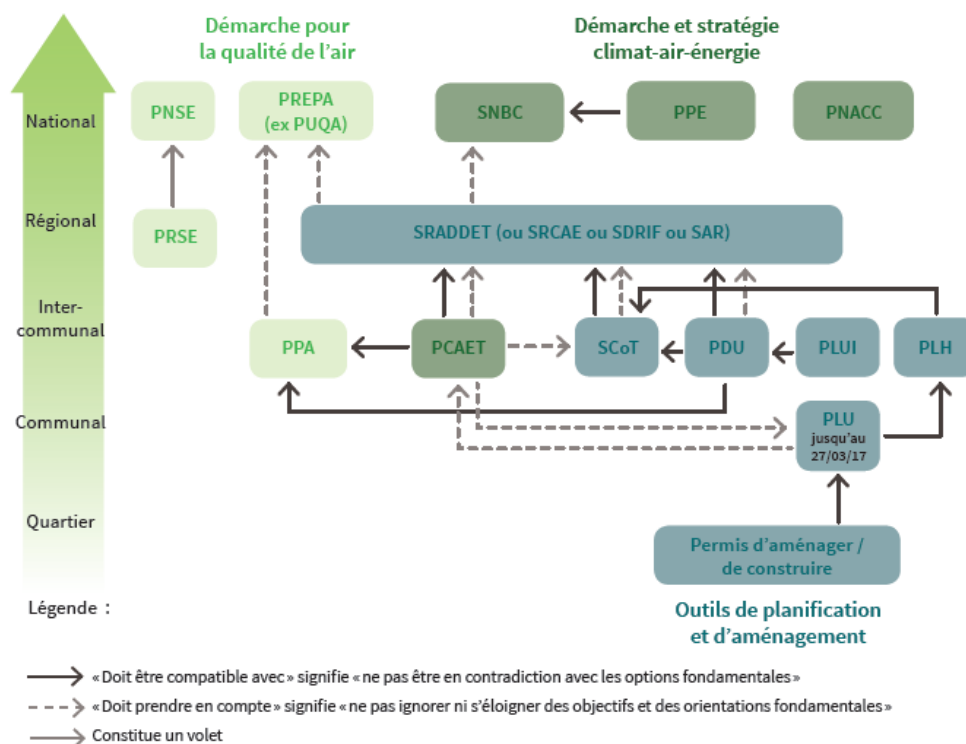 Démarche pour
la qualité de l’air
Démarche et stratégie
climat-air-énergie
National
PNSE
PREPA
(ex PUQA)
SNBC
PPE
PNACC
Régional
PRSE
SRADDET (ou SRCAE ou SDRIF ou SAR)
Inter-
communal
PPA
PCAET
SCoT
PDU
PLUI
PLH
Communal
PLU
jusqu’au
27/03/17
Quartier
Permis d’aménager /
de construire
Légende :
Outils de planification
et d’aménagement
« Doit être compatible avec » signifie « ne pas être en contradiction avec les options fondamentales »
« Doit prendre en compte » signifie « ne pas ignorer ni s’éloigner des objectifs et des orientations fondamentales »
Constitue un volet